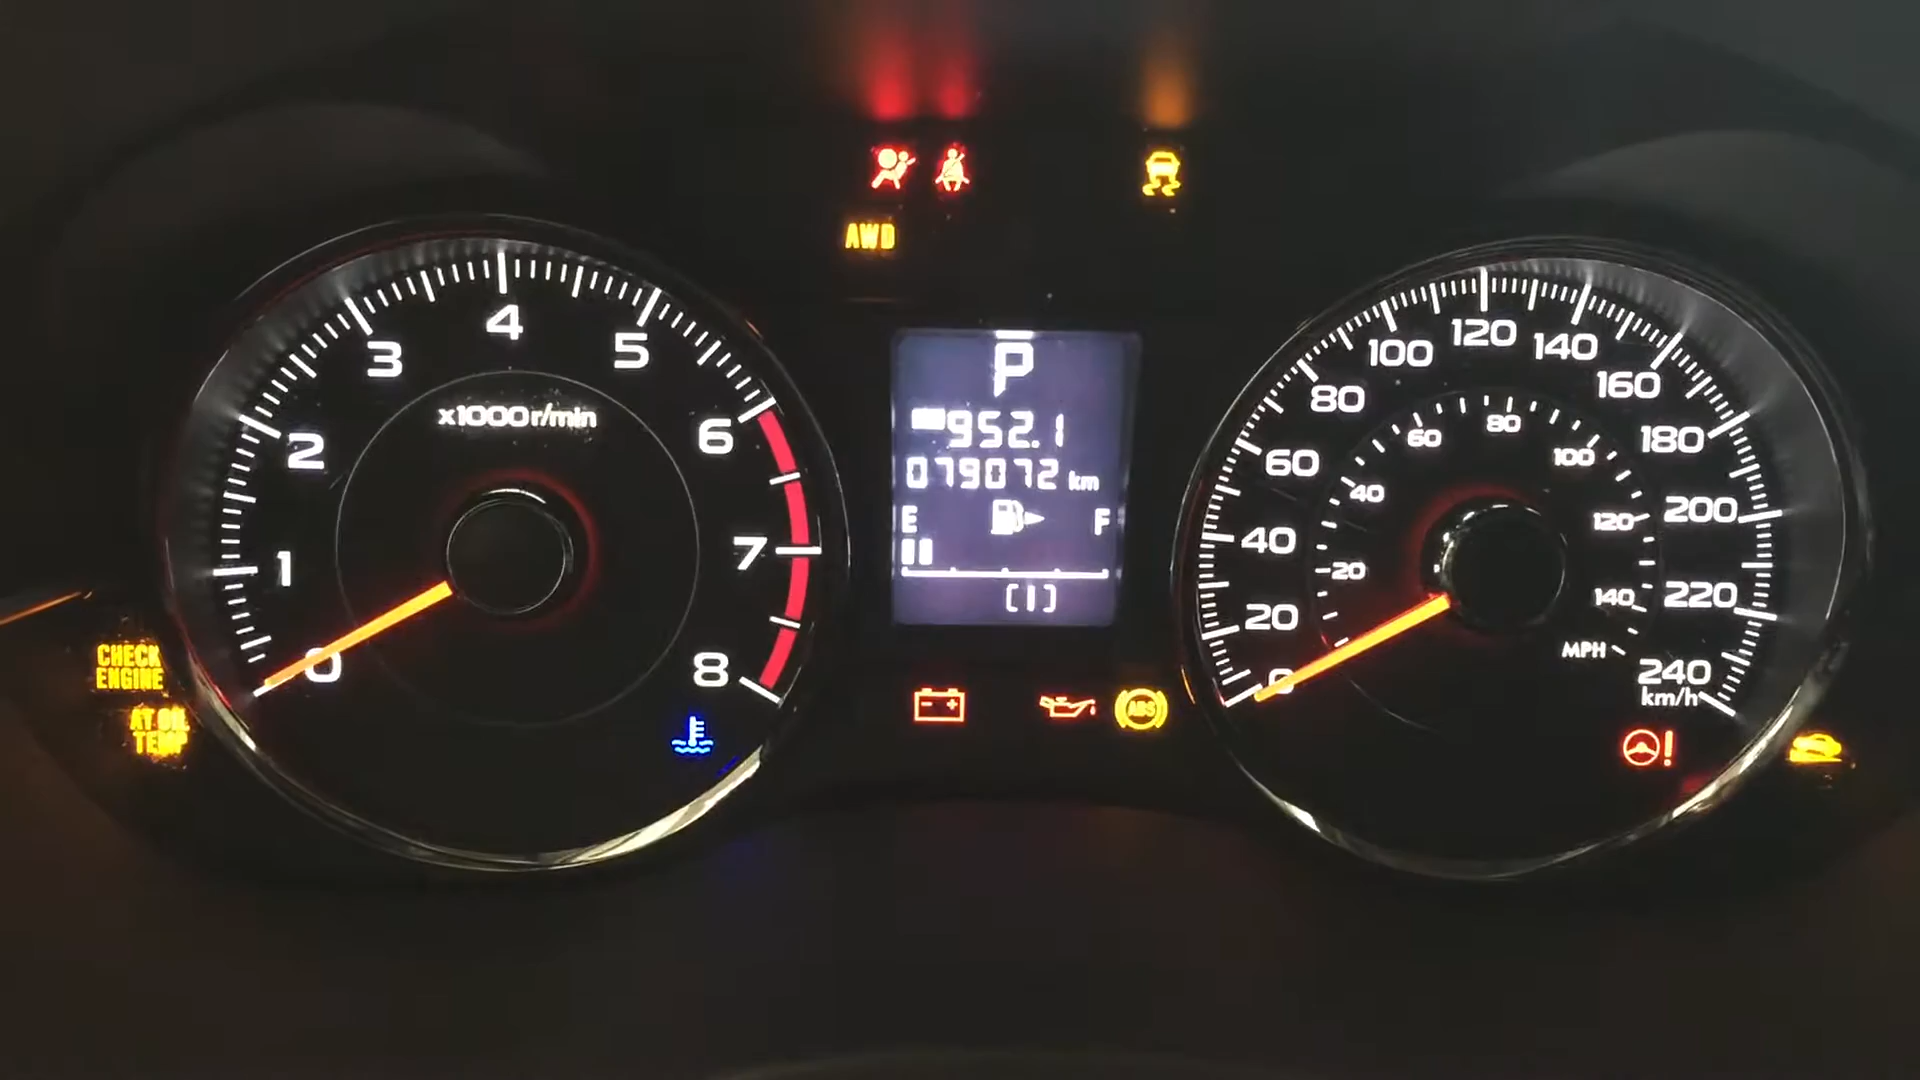 AWD
0
1
2
3
4
5
6
7
8
x1000r/min
CHECK
ENGINE
AT OIL
TEMP
P
952.1
079072 km
E F
(1)
ABS
0
20
40
60
80
100
120
140
160
180
200
220
240
km/h
20
40
60
80
100
120
140
MPH